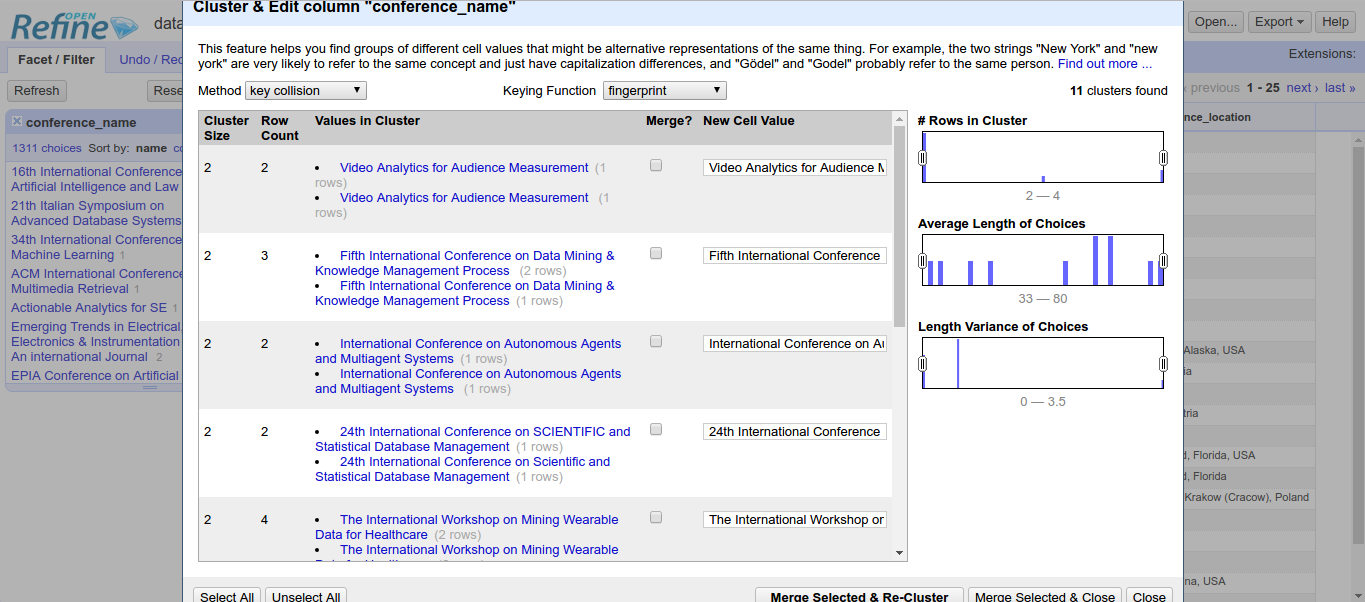 Cluster & Edit column "conference_name"
OPEN
Refine
data
Open...
Export
Help
Facet / Filter
Undo / Red
Extensions:
Refresh
Rese
previous 1 - 25 next › last »
conference_name
nce_location
1311 choices Sort by: name co
16th International Conference
Artificial Intelligence and Law
21th Italian Symposium on
Advanced Database Systems
34th International Conference
Machine Learning 1
ACM International Conference
Multimedia Retrieval 1
Actionable Analytics for SE 1
Emerging Trends in Electrical,
Electronics & Instrumentation
An international Journal 2
EPIA Conference on Artificial
This feature helps you find groups of different cell values that might be alternative representations of the same thing. For example, the two strings "New York" and "new
york" are very likely to refer to the same concept and just have capitalization differences, and "Gödel" and "Godel" probably refer to the same person. Find out more ...
Method key collision
Keying Function fingerprint
11 clusters found
Cluster Size
Row Count
Values in Cluster
Merge?
New Cell Value
2
2
• Video Analytics for Audience Measurement (1
rows)
• Video Analytics for Audience Measurement (1
rows)
Video Analytics for Audience M
2
3
• Fifth International Conference on Data Mining &
Knowledge Management Process (2 rows)
• Fifth International Conference on Data Mining &
Knowledge Management Process (1 rows)
Fifth International Conference
2
2
• International Conference on Autonomous Agents
and Multiagent Systems (1 rows)
• International Conference on Autonomous Agents
and Multiagent Systems (1 rows)
International Conference on Au
2
2
• 24th International Conference on SCIENTIFIC and
Statistical Database Management (1 rows)
• 24th International Conference on Scientific and
Statistical Database Management (1 rows)
24th International Conference
2
4
• The International Workshop on Mining Wearable
Data for Healthcare (2 rows)
• The International Workshop on Mining Wearable
The International Workshop or
# Rows in Cluster
2 — 4
Average Length of Choices
33 — 80
Length Variance of Choices
0 — 3.5
Alaska, USA
ia
tria
d, Florida, USA
d, Florida
Krakow (Cracow), Poland
na, USA
Select All
Unselect All
Merge Selected & Re-Cluster
Merge Selected & Close
Close